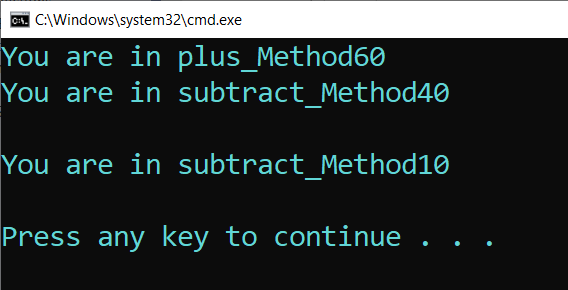 C:\Windows\system32\cmd.exe
You are in plus_Method60
You are in subtract_Method40
You are in subtract_Method10
Press any key to continue . . .